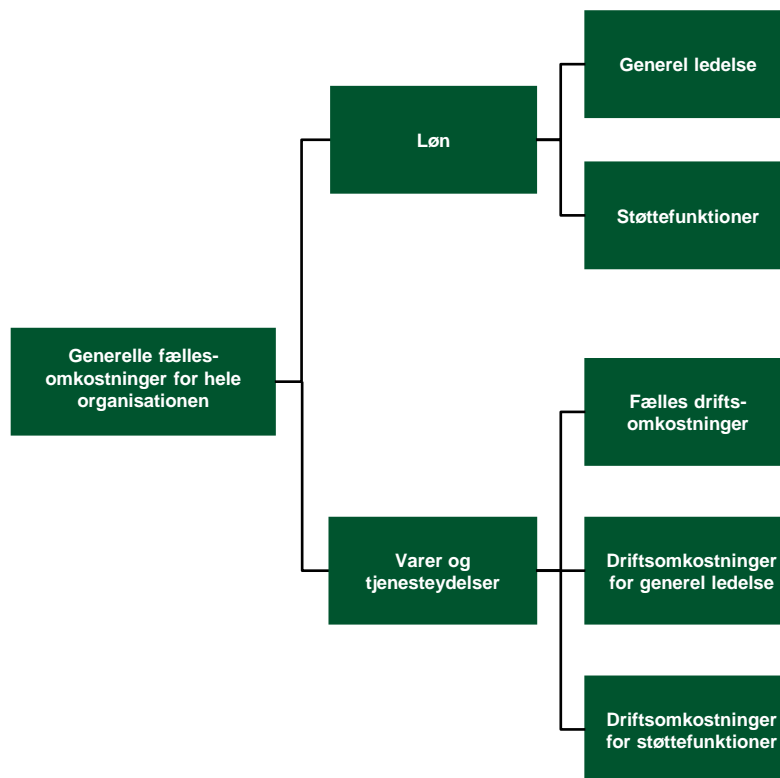 Generelle fælles-
omkostninger for hele
organisationen
Løn
Generel ledelse
Støttefunktioner
Varer og
tjenesteydelser
Fælles drifts-
omkostninger
Driftsomkostninger
for generel ledelse
Driftsomkostninger
for støttefunktioner